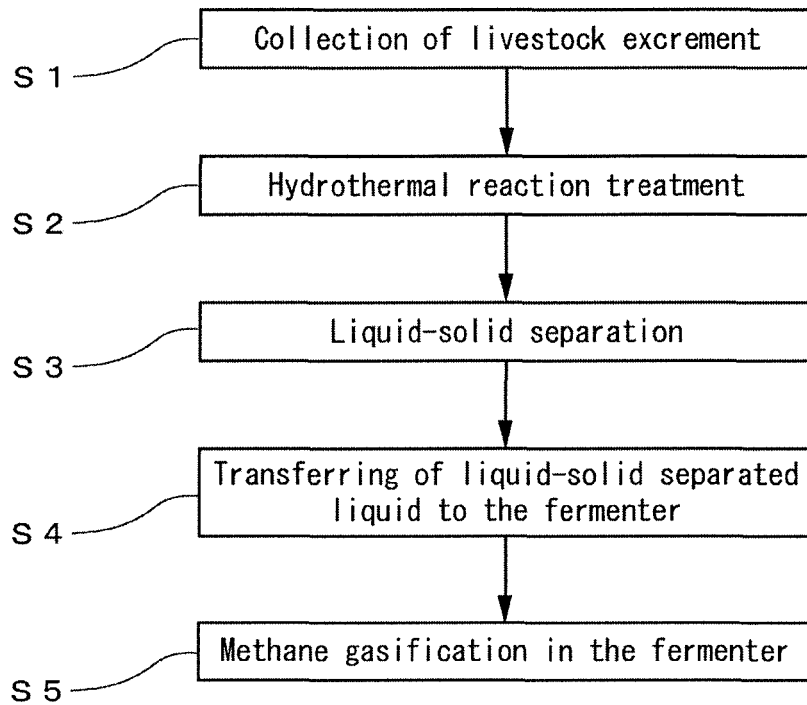 Collection of livestock excrement
S 1
Hydrothermal reaction treatment
S 2
Liquid-solid separation
S 3
Transferring of liquid-solid separated
liquid to the fermenter
S 4
Methane gasification in the fermenter
S 5